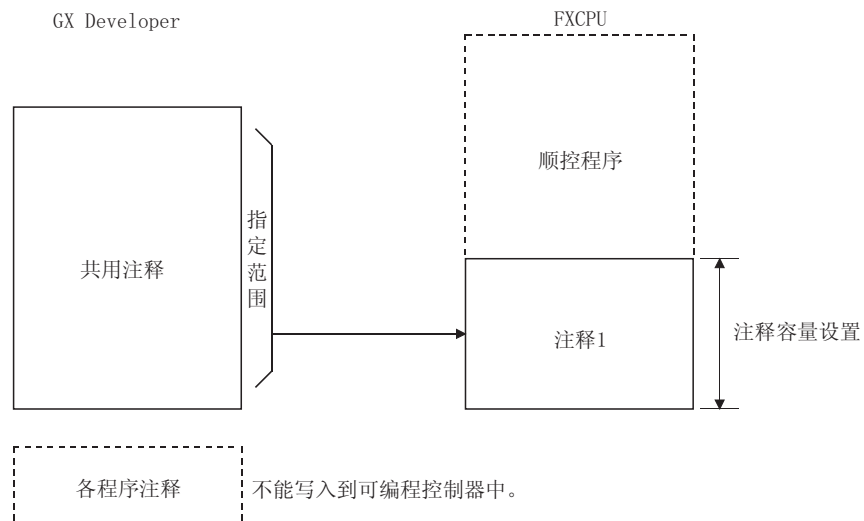 GX Developer
FXCPU
顺控程序
共用注释
指定范围
注释1
注释容量设置
各程序注释
不能写入到可编程控制器中。